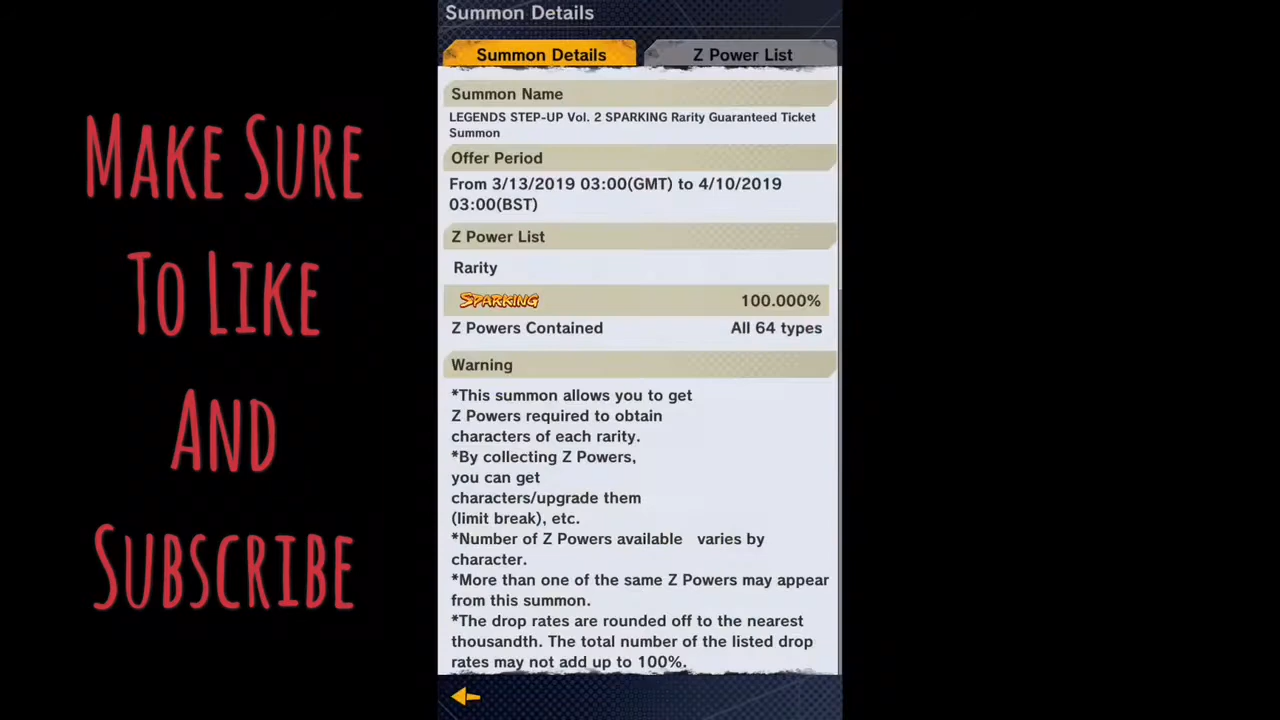 Make Sure
To Like
And
Subscribe
Summon Details
Summon Details
Z Power List
Summon Name
LEGENDS STEP-UP Vol. 2 SPARKING Rarity Guaranteed Ticket
Summon
Offer Period
From 3/13/2019 03:00(GMT) to 4/10/2019
03:00(BST)
Z Power List
Rarity
SPARKING 100.000%
Z Powers Contained All 64 types
Warning
*This summon allows you to get
Z Powers required to obtain
characters of each rarity.
*By collecting Z Powers,
you can get
characters/upgrade them
(limit break), etc.
*Number of Z Powers available varies by
character.
*More than one of the same Z Powers may appear
from this summon.
*The drop rates are rounded off to the nearest
thousandth. The total number of the listed drop
rates may not add up to 100%.